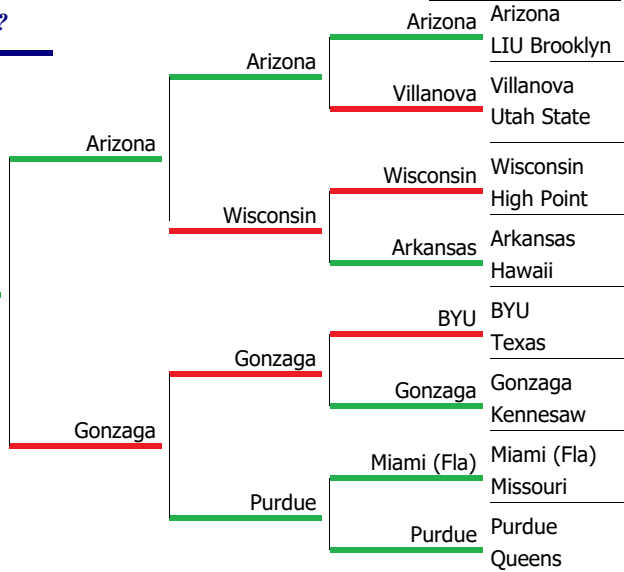 ?
Arizona
Arizona
LIU Brooklyn
Arizona
Villanova
Villanova
Utah State
Arizona
Wisconsin
Wisconsin
High Point
Wisconsin
Arkansas
Arkansas
Hawaii
BYU
BYU
Texas
Gonzaga
Gonzaga
Gonzaga
Kennesaw
Gonzaga
Miami (Fla)
Miami (Fla)
Missouri
Purdue
Purdue
Purdue
Queens